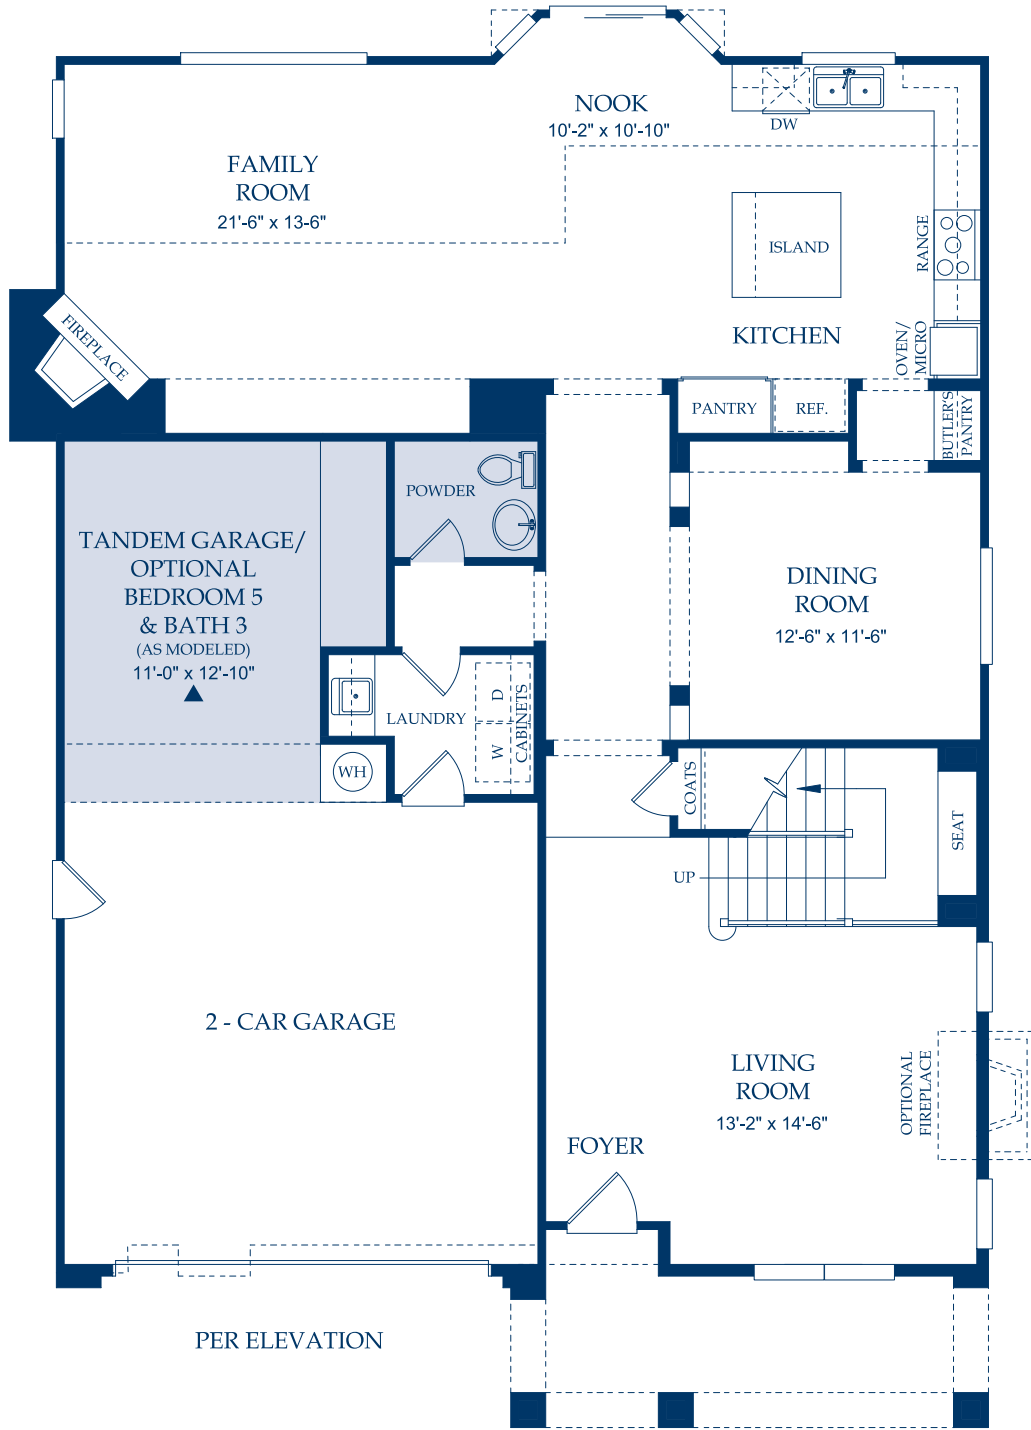 NOOK
10'-2" x 10'-10"
DW
FAMILY
ROOM
21'-6" x 13-6"
ISLAND
RANGE
KITCHEN
OVEN/
MICRO
FIREPLACE
PANTRY
REF.
BUTLER'S
PANTRY
POWDER
TANDEM GARAGE/
OPTIONAL
BEDROOM 5
& BATH 3
(AS MODELED)
11'-0" x 12'-10"
DINING
ROOM
12'-6" x 11'-6"
LAUNDRY
D
W
CABINETS
WH
COATS
UP
SEAT
2 - CAR GARAGE
LIVING
ROOM
13'-2" x 14'-6"
OPTIONAL
FIREPLACE
FOYER
PER ELEVATION